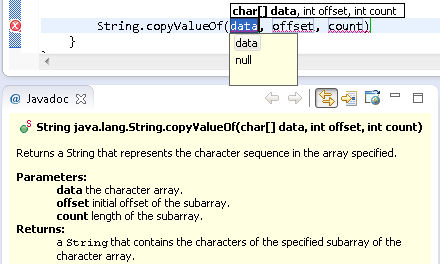 char[] data, int offset, int count
String.copyValueOf(data, offset, count)
data
null
}
}
@ Javadoc
String java.lang.String.copyValueOf(char[] data, int offset, int count)
Returns a String that represents the character sequence in the array specified.
Parameters:
data the character array.
offset initial offset of the subarray.
count length of the subarray.
Returns:
a String that contains the characters of the specified subarray of the
character array.